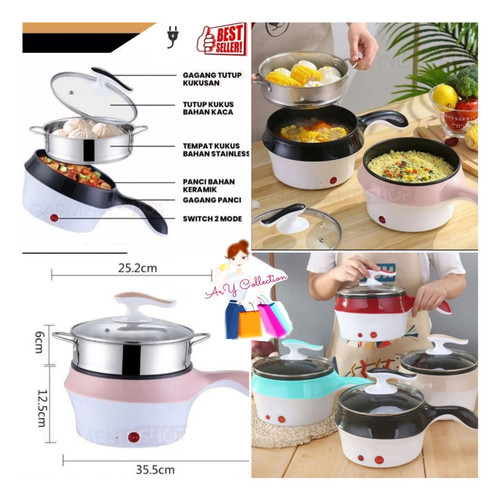 BEST
SELLER!
GAGANG TUTUP
KUKUSAN
TUTUP KUKUS
BAHAN KACA
TEMPAT KUKUS
BAHAN STAINLESS
PANCI BAHAN
KERAMIK
GAGANG PANCI
SWITCH 2 MODE
25.2cm
6cm
12.5cm
35.5cm
ArY Collection